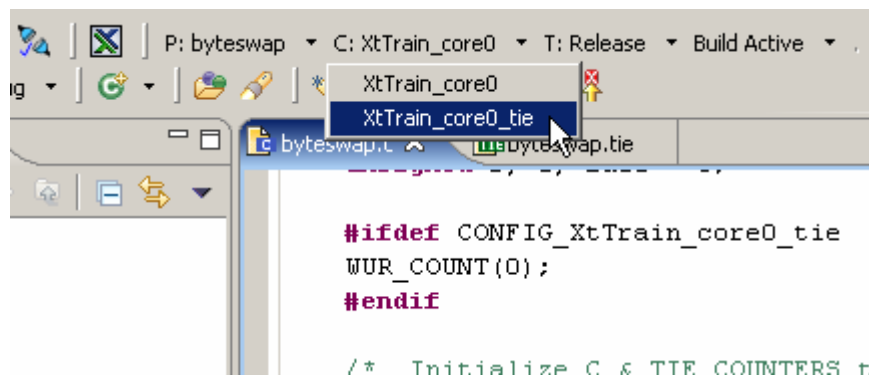 P: byteswap C: XtTrain_core0 T: Release Build Active
XtTrain_core0
XtTrain_core0_tie
byteswap.c byteswap.tie
#ifdef CONFIG_XtTrain_core0_tie
WUR_COUNT(0);
#endif
/* Initialize C & TIE COUNTERS